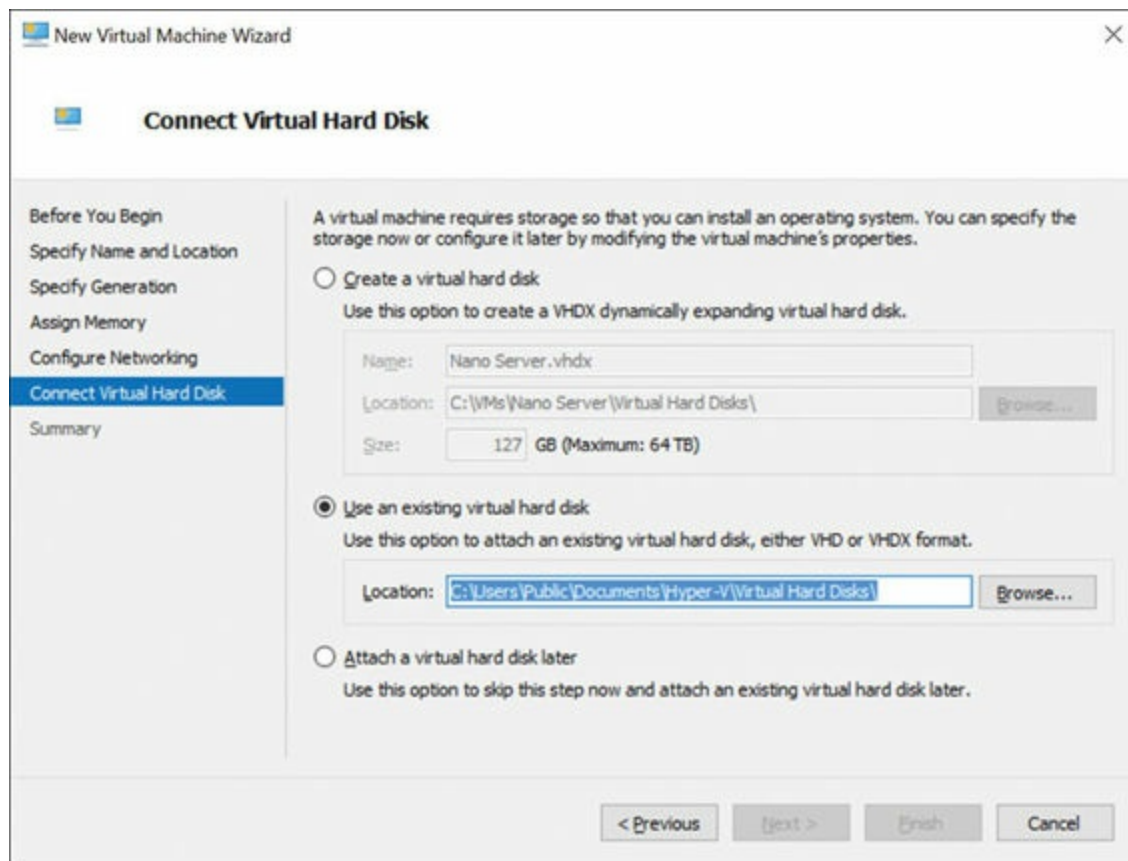 New Virtual Machine Wizard
Connect Virtual Hard Disk
Before You Begin
Specify Name and Location
Specify Generation
Assign Memory
Configure Networking
Connect Virtual Hard Disk
Summary
A virtual machine requires storage so that you can install an operating system. You can specify the
storage now or configure it later by modifying the virtual machine's properties.
Create a virtual hard disk
Use this option to create a VHDX dynamically expanding virtual hard disk.
Name: Nano Server.vhdx
Location: C:\VMs\Nano Server\Virtual Hard Disks\ Browse...
Size: 127 GB (Maximum: 64 TB)
Use an existing virtual hard disk
Use this option to attach an existing virtual hard disk, either VHD or VHDX format.
Location: C:\Users\Public\Documents\Hyper-V\Virtual Hard Disks\ Browse...
Attach a virtual hard disk later
Use this option to skip this step now and attach an existing virtual hard disk later.
< Previous Next > Finish Cancel